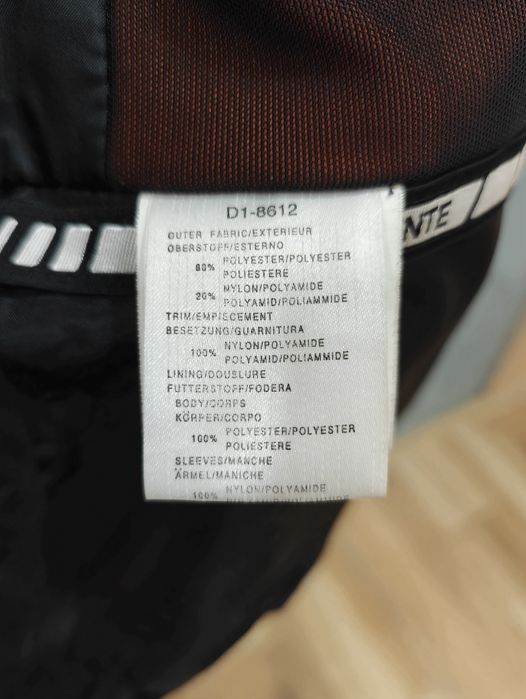 D1-8612
OUTER FABRIC/EXTERIEUR
OBERSTOFF/ESTERNO
80% POLYESTER/POLYESTER
POLIESTERE
20% NYLON/POLYAMIDE
POLYAMID/POLIAMMIDE
TRIM/EMPIECEMENT
BESETZUNG/GUARNITURA
100% NYLON/POLYAMIDE
POLYAMID/POLIAMMIDE
LINING/DOUBLURE
FUTTERSTOFF/FODERA
BODY/CORPS
KÖRPER/CORPO
100% POLYESTER/POLYESTER
POLIESTERE
SLEEVES/MANCHE
ÄRMEL/MANICHE
100% NYLON/POLYAMIDE
POLYAMID/POLIAMMIDE
NTE